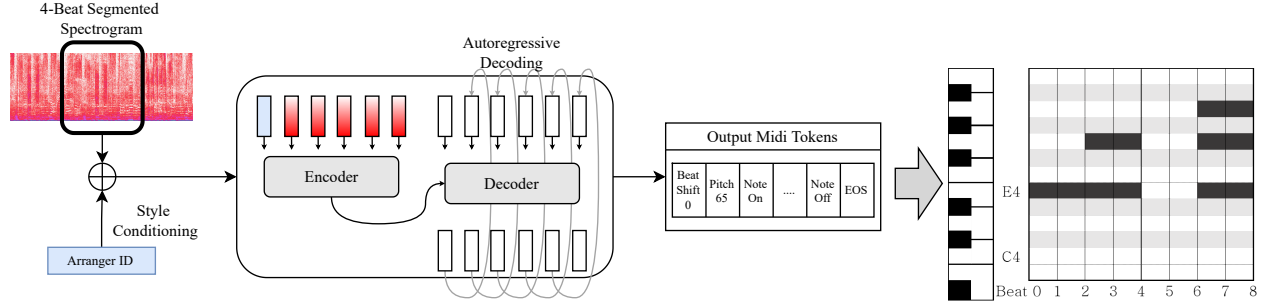 4-Beat Segmented
Spectrogram
Style
Conditioning
Arranger ID
Autoregressive
Decoding
Encoder
Decoder
Output Midi Tokens
Beat
Shift
0
Pitch
65
Note
On
....
Note
Off
EOS
E4
C4
Beat 0 1 2 3 4 5 6 7 8